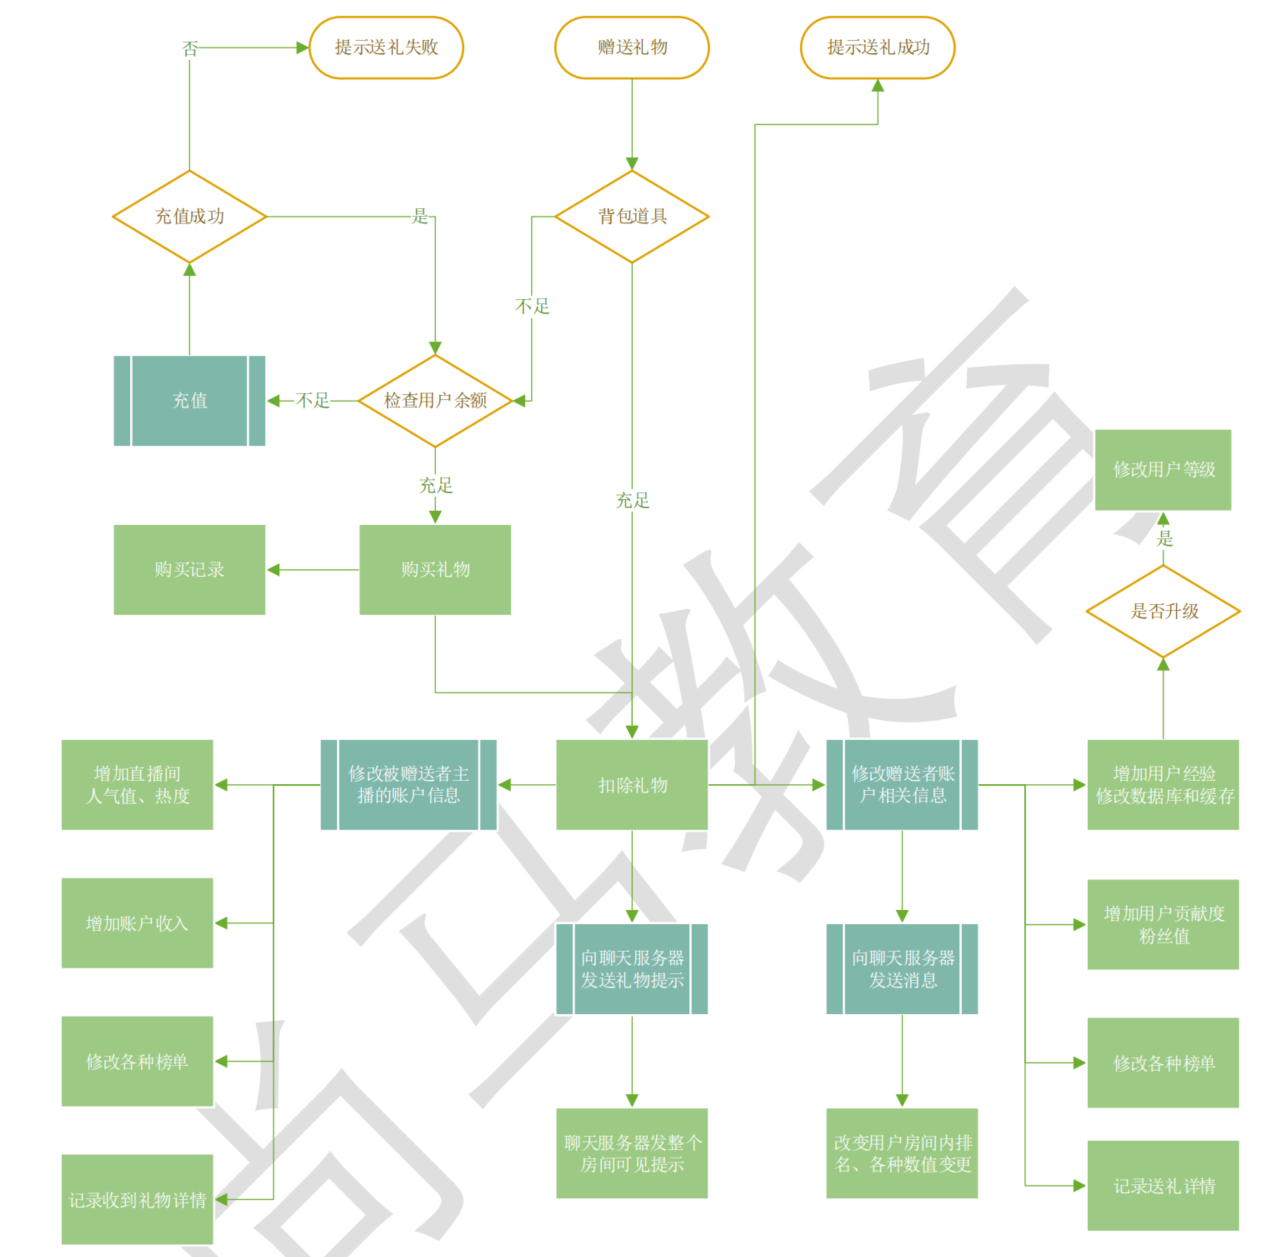 否
提示送礼失败
赠送礼物
提示送礼成功
充值成功
是
背包道具
不足
充值
不足
检查用户余额
修改用户等级
充足
充足
是
购买记录
购买礼物
是否升级
增加直播间
人气值、热度
修改被赠送者主
播的账户信息
扣除礼物
修改赠送者账
户相关信息
增加用户经验
修改数据库和缓存
增加账户收入
向聊天服务器
发送礼物提示
向聊天服务器
发送消息
增加用户贡献度
粉丝值
修改各种榜单
修改各种榜单
聊天服务器发整个
房间可见提示
改变用户房间内排
名、各种数值变更
记录收到礼物详情
记录送礼详情
尚马教育